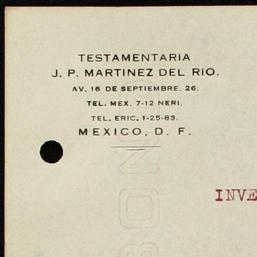 TESTAMENTARIA
J. P. MARTINEZ DEL RIO.
AV. 16 DE SEPTIEMBRE. 26.
TEL. MEX. 7-12 NERI.
TEL. ERIC. 1-25-83.
MEXICO, D. F.
INVE
BOND